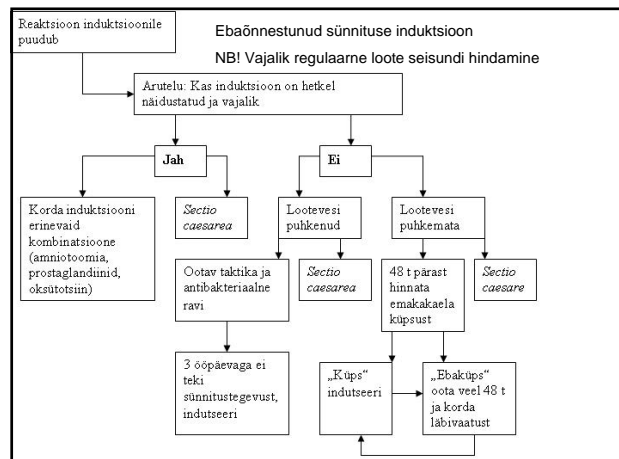 Ebaõnnestunud sünnituse induktsioon
NB! Vajalik regulaarne loote seisundi hindamine
Reaktsioon induktsioonile
puudub
Arutelu: Kas induktsioon on hetkel
näidustatud ja vajalik
Jah
Ei
Korda induktsiooni
erinevaid
kombinatsioone
(amniotoomia,
prostaglandiinid,
oksütotsiin)
Sectio
caesarea
Lootevesi
puhkenud
Lootevesi
puhkemata
Ootav taktika ja
antibakteriaalne
ravi
Sectio
caesarea
48 t pärast
hinnata
emakakaela
küpsust
Sectio
caesare
3 ööpäevaga ei
teki
sünnitustegevust,
indutseeri
„Küps“
indutseeri
„Ebaküps“
oota veel 48 t
ja korda
läbivaatust